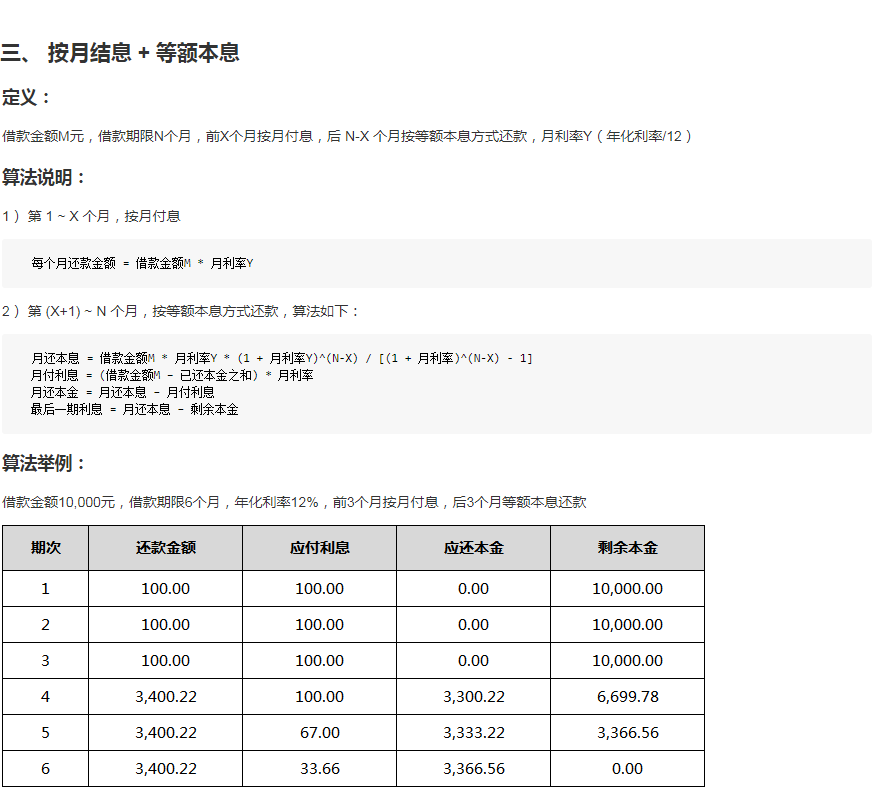 三、 按月结息 + 等额本息
定义：
借款金额M元，借款期限N个月，前X个月按月付息，后 N-X 个月按等额本息方式还款，月利率Y（年化利率/12）
算法说明：
1） 第 1 ~ X 个月，按月付息
每个月还款金额 = 借款金额M * 月利率Y
2） 第 (X+1) ~ N 个月，按等额本息方式还款，算法如下：
月还本息 = 借款金额M * 月利率Y * (1 + 月利率Y)^(N-X) / [(1 + 月利率)^(N-X) - 1]
月付利息 = (借款金额M - 已还本金之和) * 月利率
月还本金 = 月还本息 - 月付利息
最后一期利息 = 月还本息 - 剩余本金
算法举例：
借款金额10,000元，借款期限6个月，年化利率12%，前3个月按月付息，后3个月等额本息还款
期次 还款金额 应付利息 应还本金 剩余本金
1 100.00 100.00 0.00 10,000.00
2 100.00 100.00 0.00 10,000.00
3 100.00 100.00 0.00 10,000.00
4 3,400.22 100.00 3,300.22 6,699.78
5 3,400.22 67.00 3,333.22 3,366.56
6 3,400.22 33.66 3,366.56 0.00